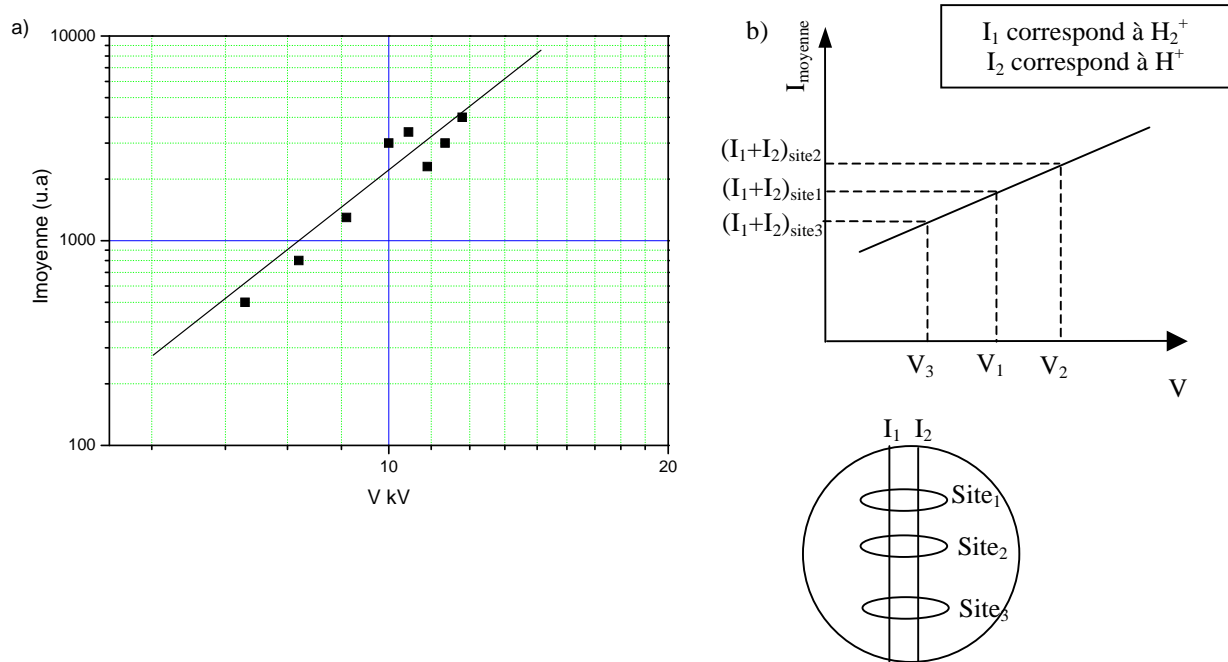 a)
10000
1000
100
Imoyenne (u.a)
10
20
V kV
b)
I₁ correspond à H₂⁺
I₂ correspond à H⁺
Imoyenne
(I₁+I₂)site2
(I₁+I₂)site1
(I₁+I₂)site3
V₃ V₁ V₂
V
I₁ I₂
Site₁
Site₂
Site₃